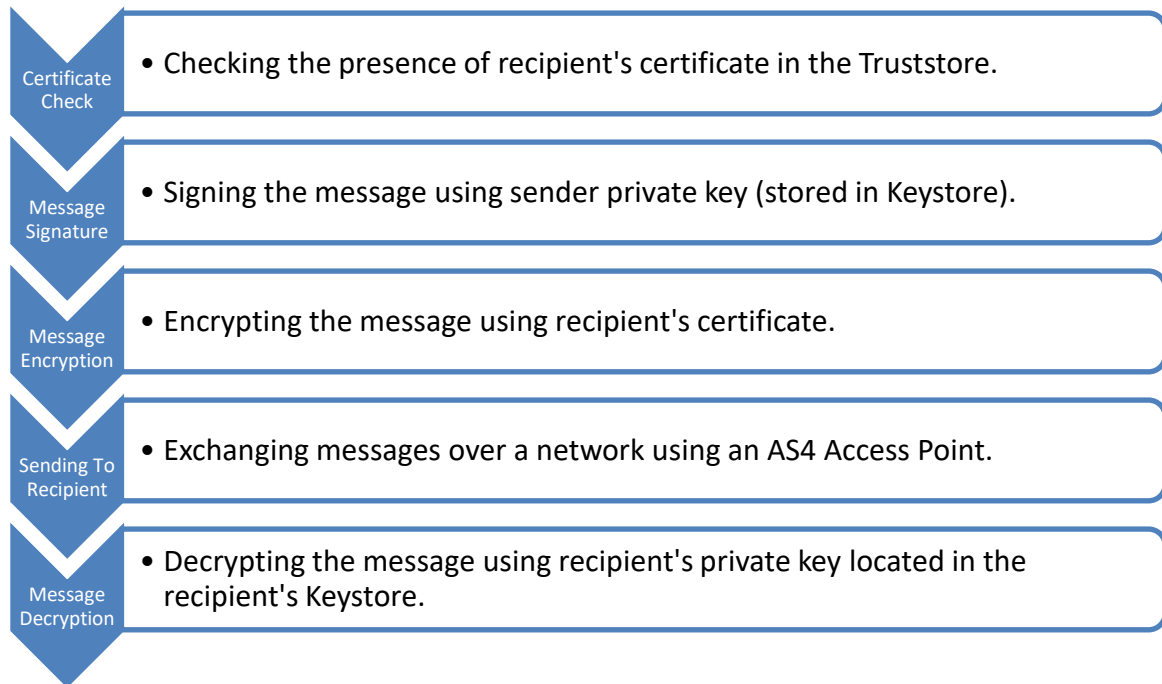 Certificate
Check
• Checking the presence of recipient's certificate in the Truststore.
Message
Signature
• Signing the message using sender private key (stored in Keystore).
Message
Encryption
• Encrypting the message using recipient's certificate.
Sending To
Recipient
• Exchanging messages over a network using an AS4 Access Point.
Message
Decryption
• Decrypting the message using recipient's private key located in the
recipient's Keystore.